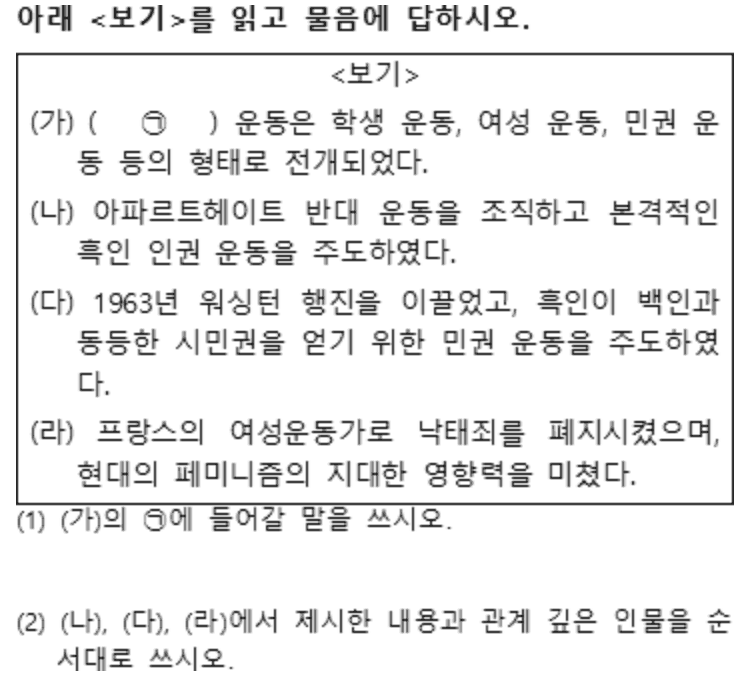 아래 <보기>를 읽고 물음에 답하시오.
<보기>
(가) ( ㉠ ) 운동은 학생 운동, 여성 운동, 민권 운
동 등의 형태로 전개되었다.
(나) 아파르트헤이트 반대 운동을 조직하고 본격적인
흑인 인권 운동을 주도하였다.
(다) 1963년 워싱턴 행진을 이끌었고, 흑인이 백인과
동등한 시민권을 얻기 위한 민권 운동을 주도하였
다.
(라) 프랑스의 여성운동가로 낙태죄를 폐지시켰으며,
현대의 페미니즘의 지대한 영향력을 미쳤다.
(1) (가)의 ㉠에 들어갈 말을 쓰시오.
(2) (나), (다), (라)에서 제시한 내용과 관계 깊은 인물을 순
서대로 쓰시오.